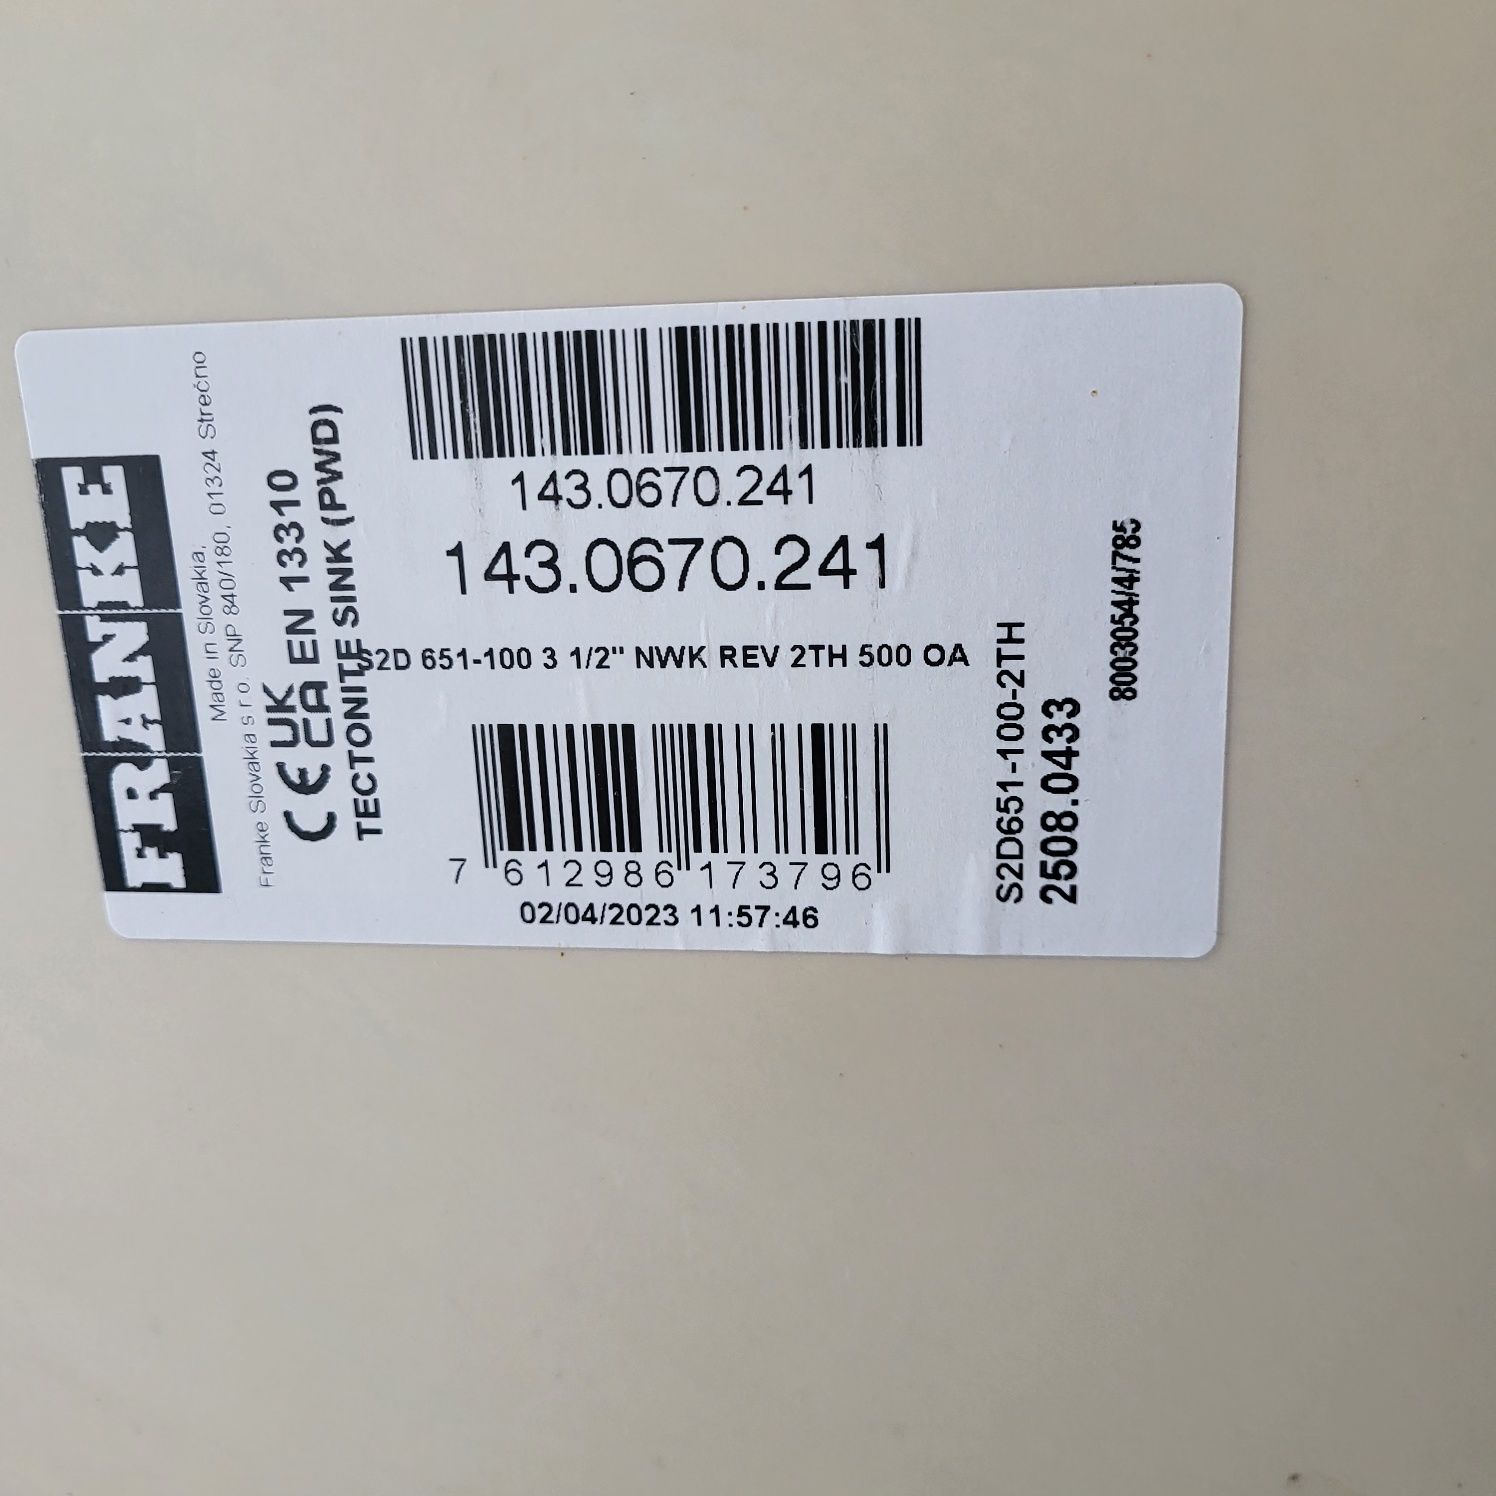 FRANKE
Made in Slovakia,
Franke Slovakia s r o. SNP 840/180, 01324 Strečno
CE UK CA EN 13310
TECTONITE SINK (PWD)
143.0670.241
143.0670.241
S2D 651-100 3 1/2" NWK REV 2TH 500 OA
7 612986 173796
02/04/2023 11:57:46
S2D651-100-2TH
2508.0433
8003054/4/785